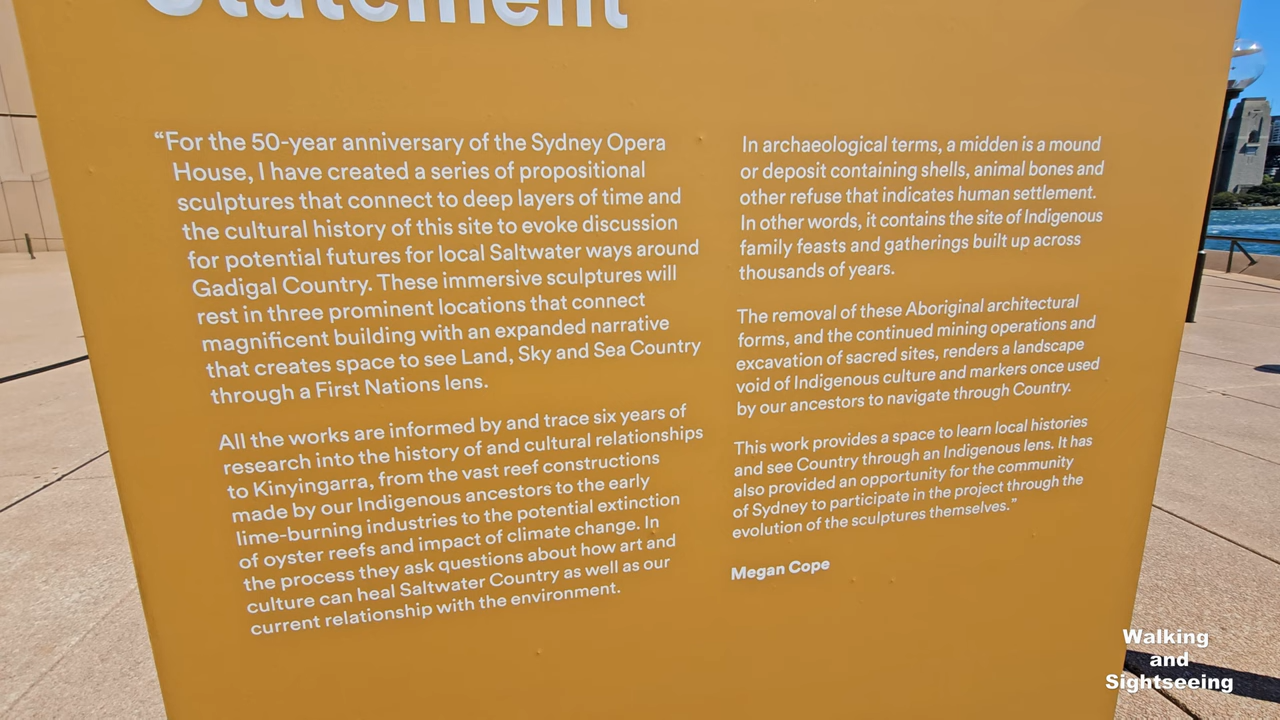 Statement
“For the 50-year anniversary of the Sydney Opera
House, I have created a series of propositional
sculptures that connect to deep layers of time and
the cultural history of this site to evoke discussion
for potential futures for local Saltwater ways around
Gadigal Country. These immersive sculptures will
rest in three prominent locations that connect
magnificent building with an expanded narrative
that creates space to see Land, Sky and Sea Country
through a First Nations lens.
All the works are informed by and trace six years of
research into the history of and cultural relationships
to Kinyingarra, from the vast reef constructions
made by our Indigenous ancestors to the early
lime-burning industries to the potential extinction
of oyster reefs and impact of climate change. In
the process they ask questions about how art and
culture can heal Saltwater Country as well as our
current relationship with the environment.
In archaeological terms, a midden is a mound
or deposit containing shells, animal bones and
other refuse that indicates human settlement.
In other words, it contains the site of Indigenous
family feasts and gatherings built up across
thousands of years.
The removal of these Aboriginal architectural
forms, and the continued mining operations and
excavation of sacred sites, renders a landscape
void of Indigenous culture and markers once used
by our ancestors to navigate through Country.
This work provides a space to learn local histories
and see Country through an Indigenous lens. It has
also provided an opportunity for the community
of Sydney to participate in the project through the
evolution of the sculptures themselves.”
Megan Cope
Walking
and
Sightseeing